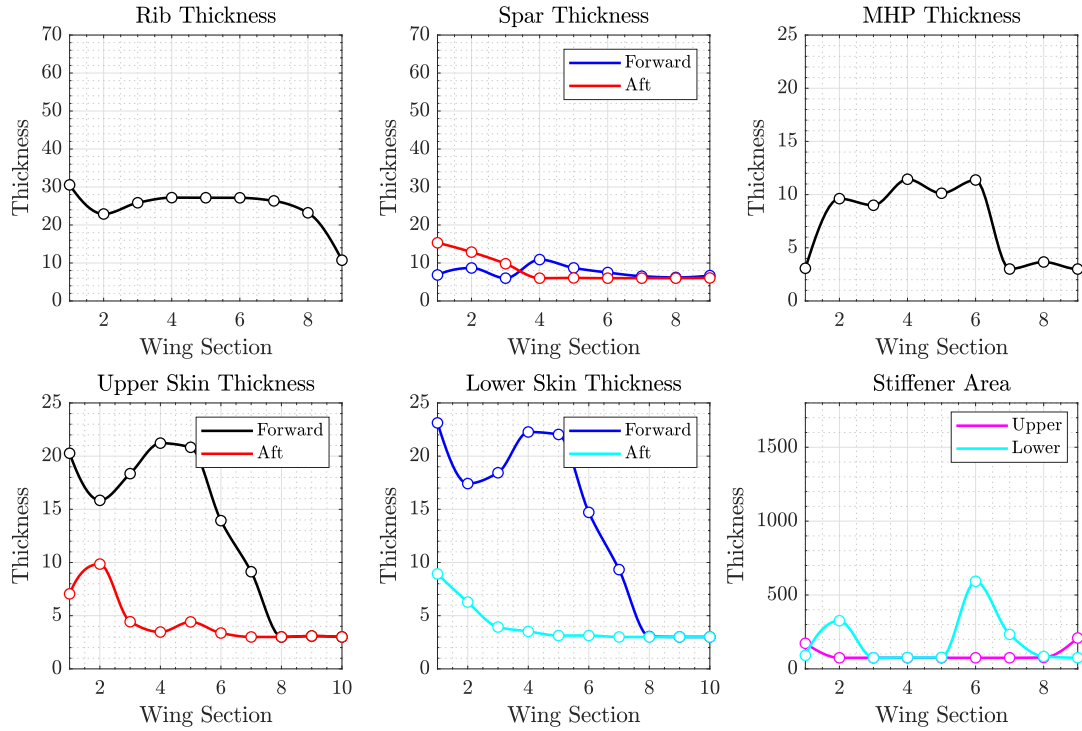 Rib Thickness
70
60
50
40
30
20
10
0
2
4
6
8
Thickness
Wing Section
Spar Thickness
70
60
50
40
30
20
10
0
2
4
6
8
10
Thickness
Wing Section
Forward
Aft
MHP Thickness
25
20
15
10
5
0
2
4
6
8
Thickness
Wing Section
Upper Skin Thickness
25
20
15
10
5
0
2
4
6
8
10
Thickness
Wing Section
Forward
Aft
Lower Skin Thickness
25
20
15
10
5
0
2
4
6
8
10
Thickness
Wing Section
Forward
Aft
Stiffener Area
1500
1000
500
0
2
4
6
8
Thickness
Wing Section
Upper
Lower